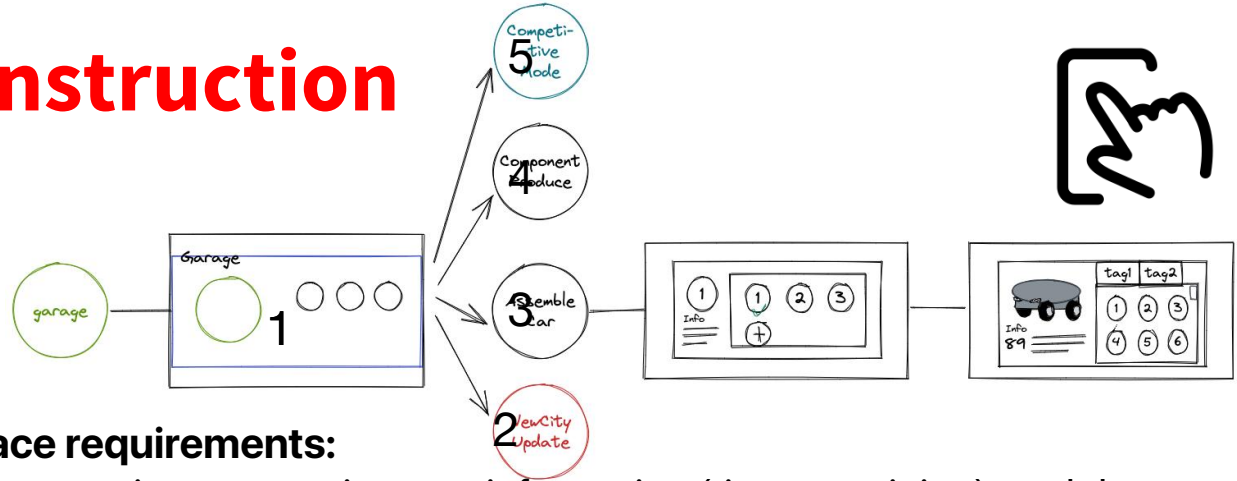 nstruction
Competi-
tive
Mode
5
Component
Produce
4
garage
Garage
1
Assemble
Car
3
1
Info
1 2 3
+
tag1 tag2
1 2 3
4 5 6
Info
89
NewCity
Update
2
ace requirements: